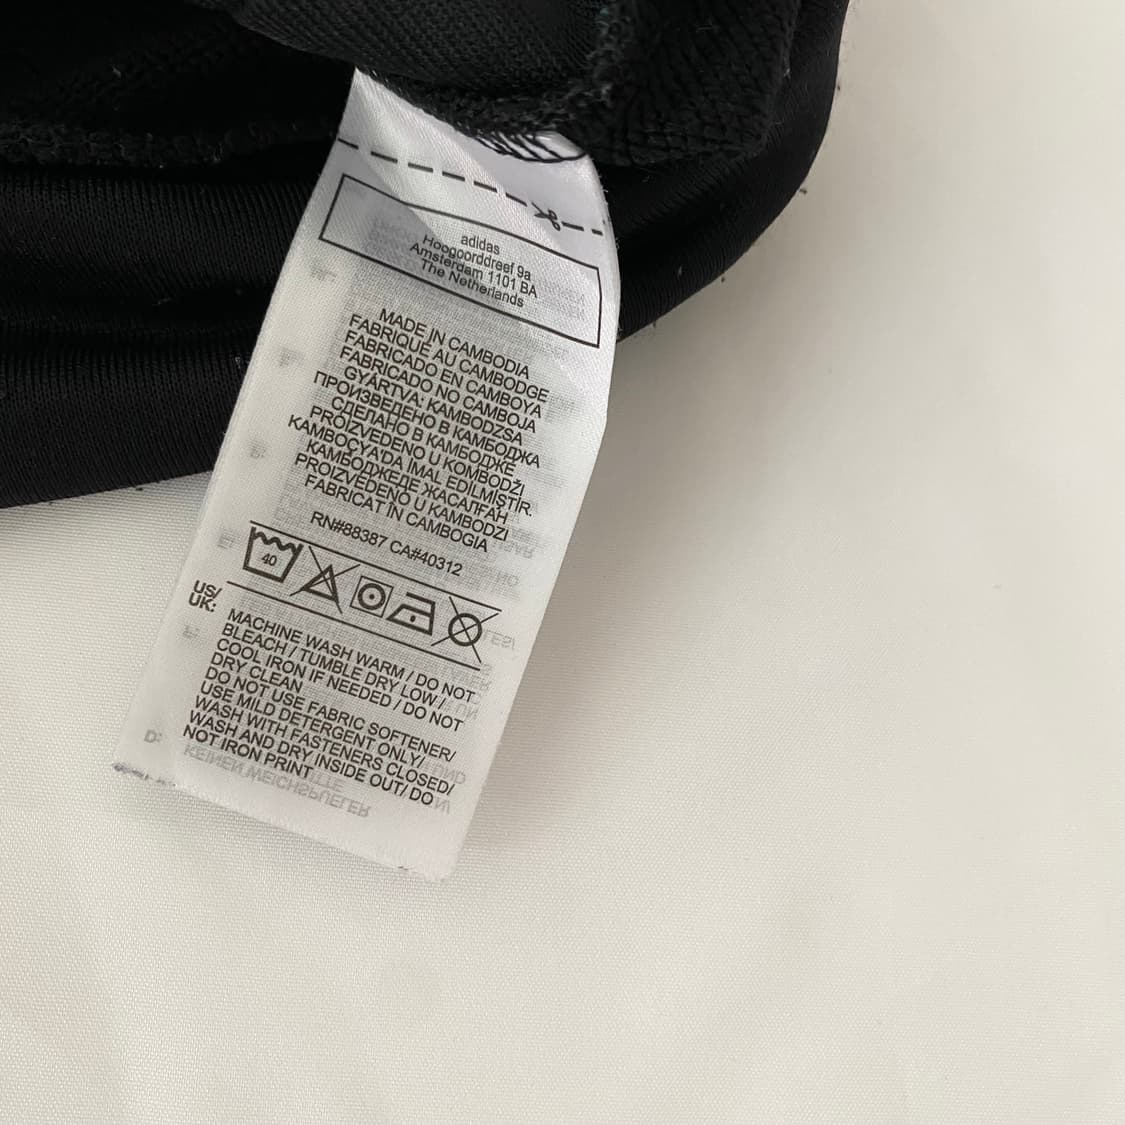 adidas
Hoogoorddreef 9a
Amsterdam 1101 BA
The Netherlands
MADE IN CAMBODIA
FABRIQUÉ AU CAMBODGE
FABRICADO EN CAMBOYA
FABRICADO NO CAMBOJA
GYÁRTVA: KAMBODZSA
ПРОИЗВЕДЕНО В КАМБОДЖА
СДЕЛАНО В КАМБОДЖЕ
PROIZVEDENO U KOMBODŽI
KAMBOÇYA'DA İMAL EDİLMİŞTİR.
КАМБОДЖЕДЕ ЖАСАЛҒАН
PROIZVEDENO U KAMBODZI
FABRICAT ÎN CAMBOGIA
RN#88387 CA#40312
40
US/
UK:
MACHINE WASH WARM / DO NOT
BLEACH / TUMBLE DRY LOW /
COOL IRON IF NEEDED / DO NOT
DRY CLEAN
DO NOT USE FABRIC SOFTENER/
USE MILD DETERGENT ONLY/
WASH WITH FASTENERS CLOSED/
WASH AND DRY INSIDE OUT/ DO
NOT IRON PRINT
D:
KEINEN WEICHSPUELER